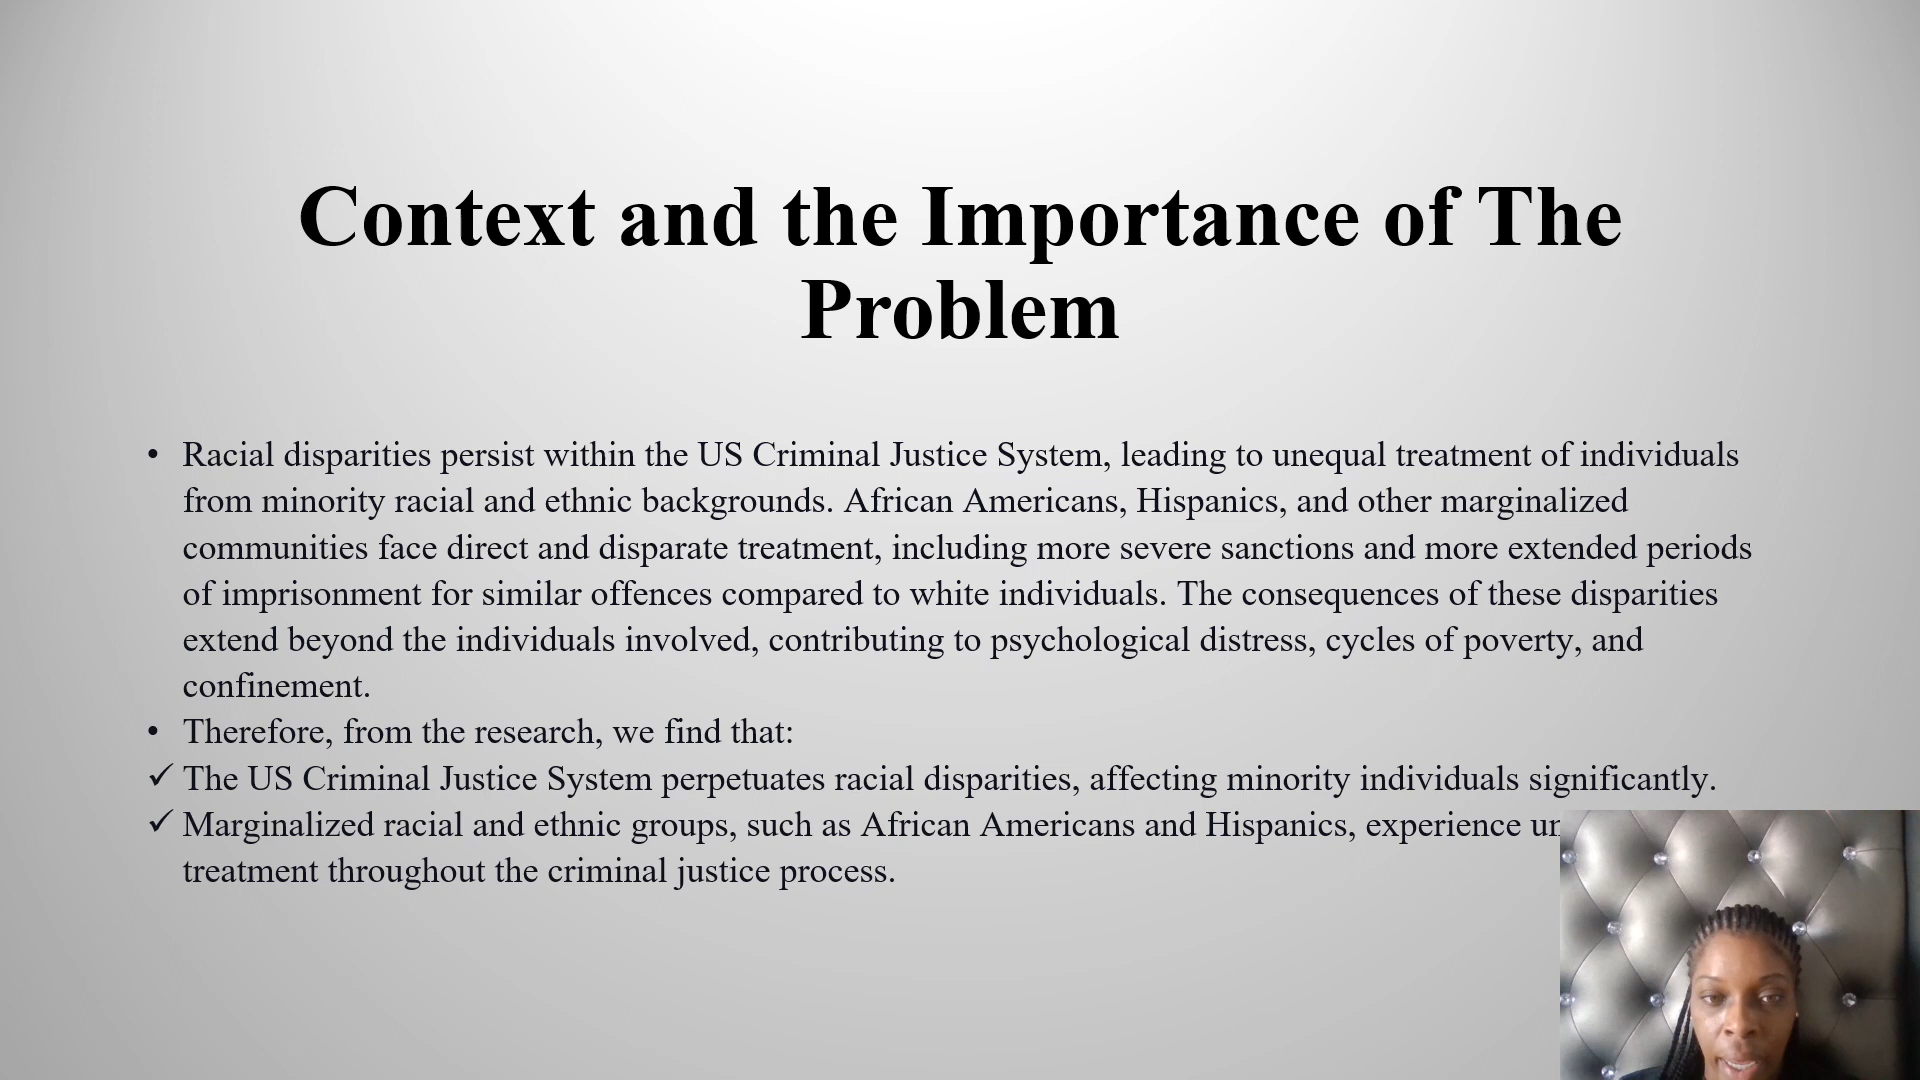 Context and the Importance of The
Problem
• Racial disparities persist within the US Criminal Justice System, leading to unequal treatment of individuals
from minority racial and ethnic backgrounds. African Americans, Hispanics, and other marginalized
communities face direct and disparate treatment, including more severe sanctions and more extended periods
of imprisonment for similar offences compared to white individuals. The consequences of these disparities
extend beyond the individuals involved, contributing to psychological distress, cycles of poverty, and
confinement.
• Therefore, from the research, we find that:
✓ The US Criminal Justice System perpetuates racial disparities, affecting minority individuals significantly.
✓ Marginalized racial and ethnic groups, such as African Americans and Hispanics, experience
treatment throughout the criminal justice process.